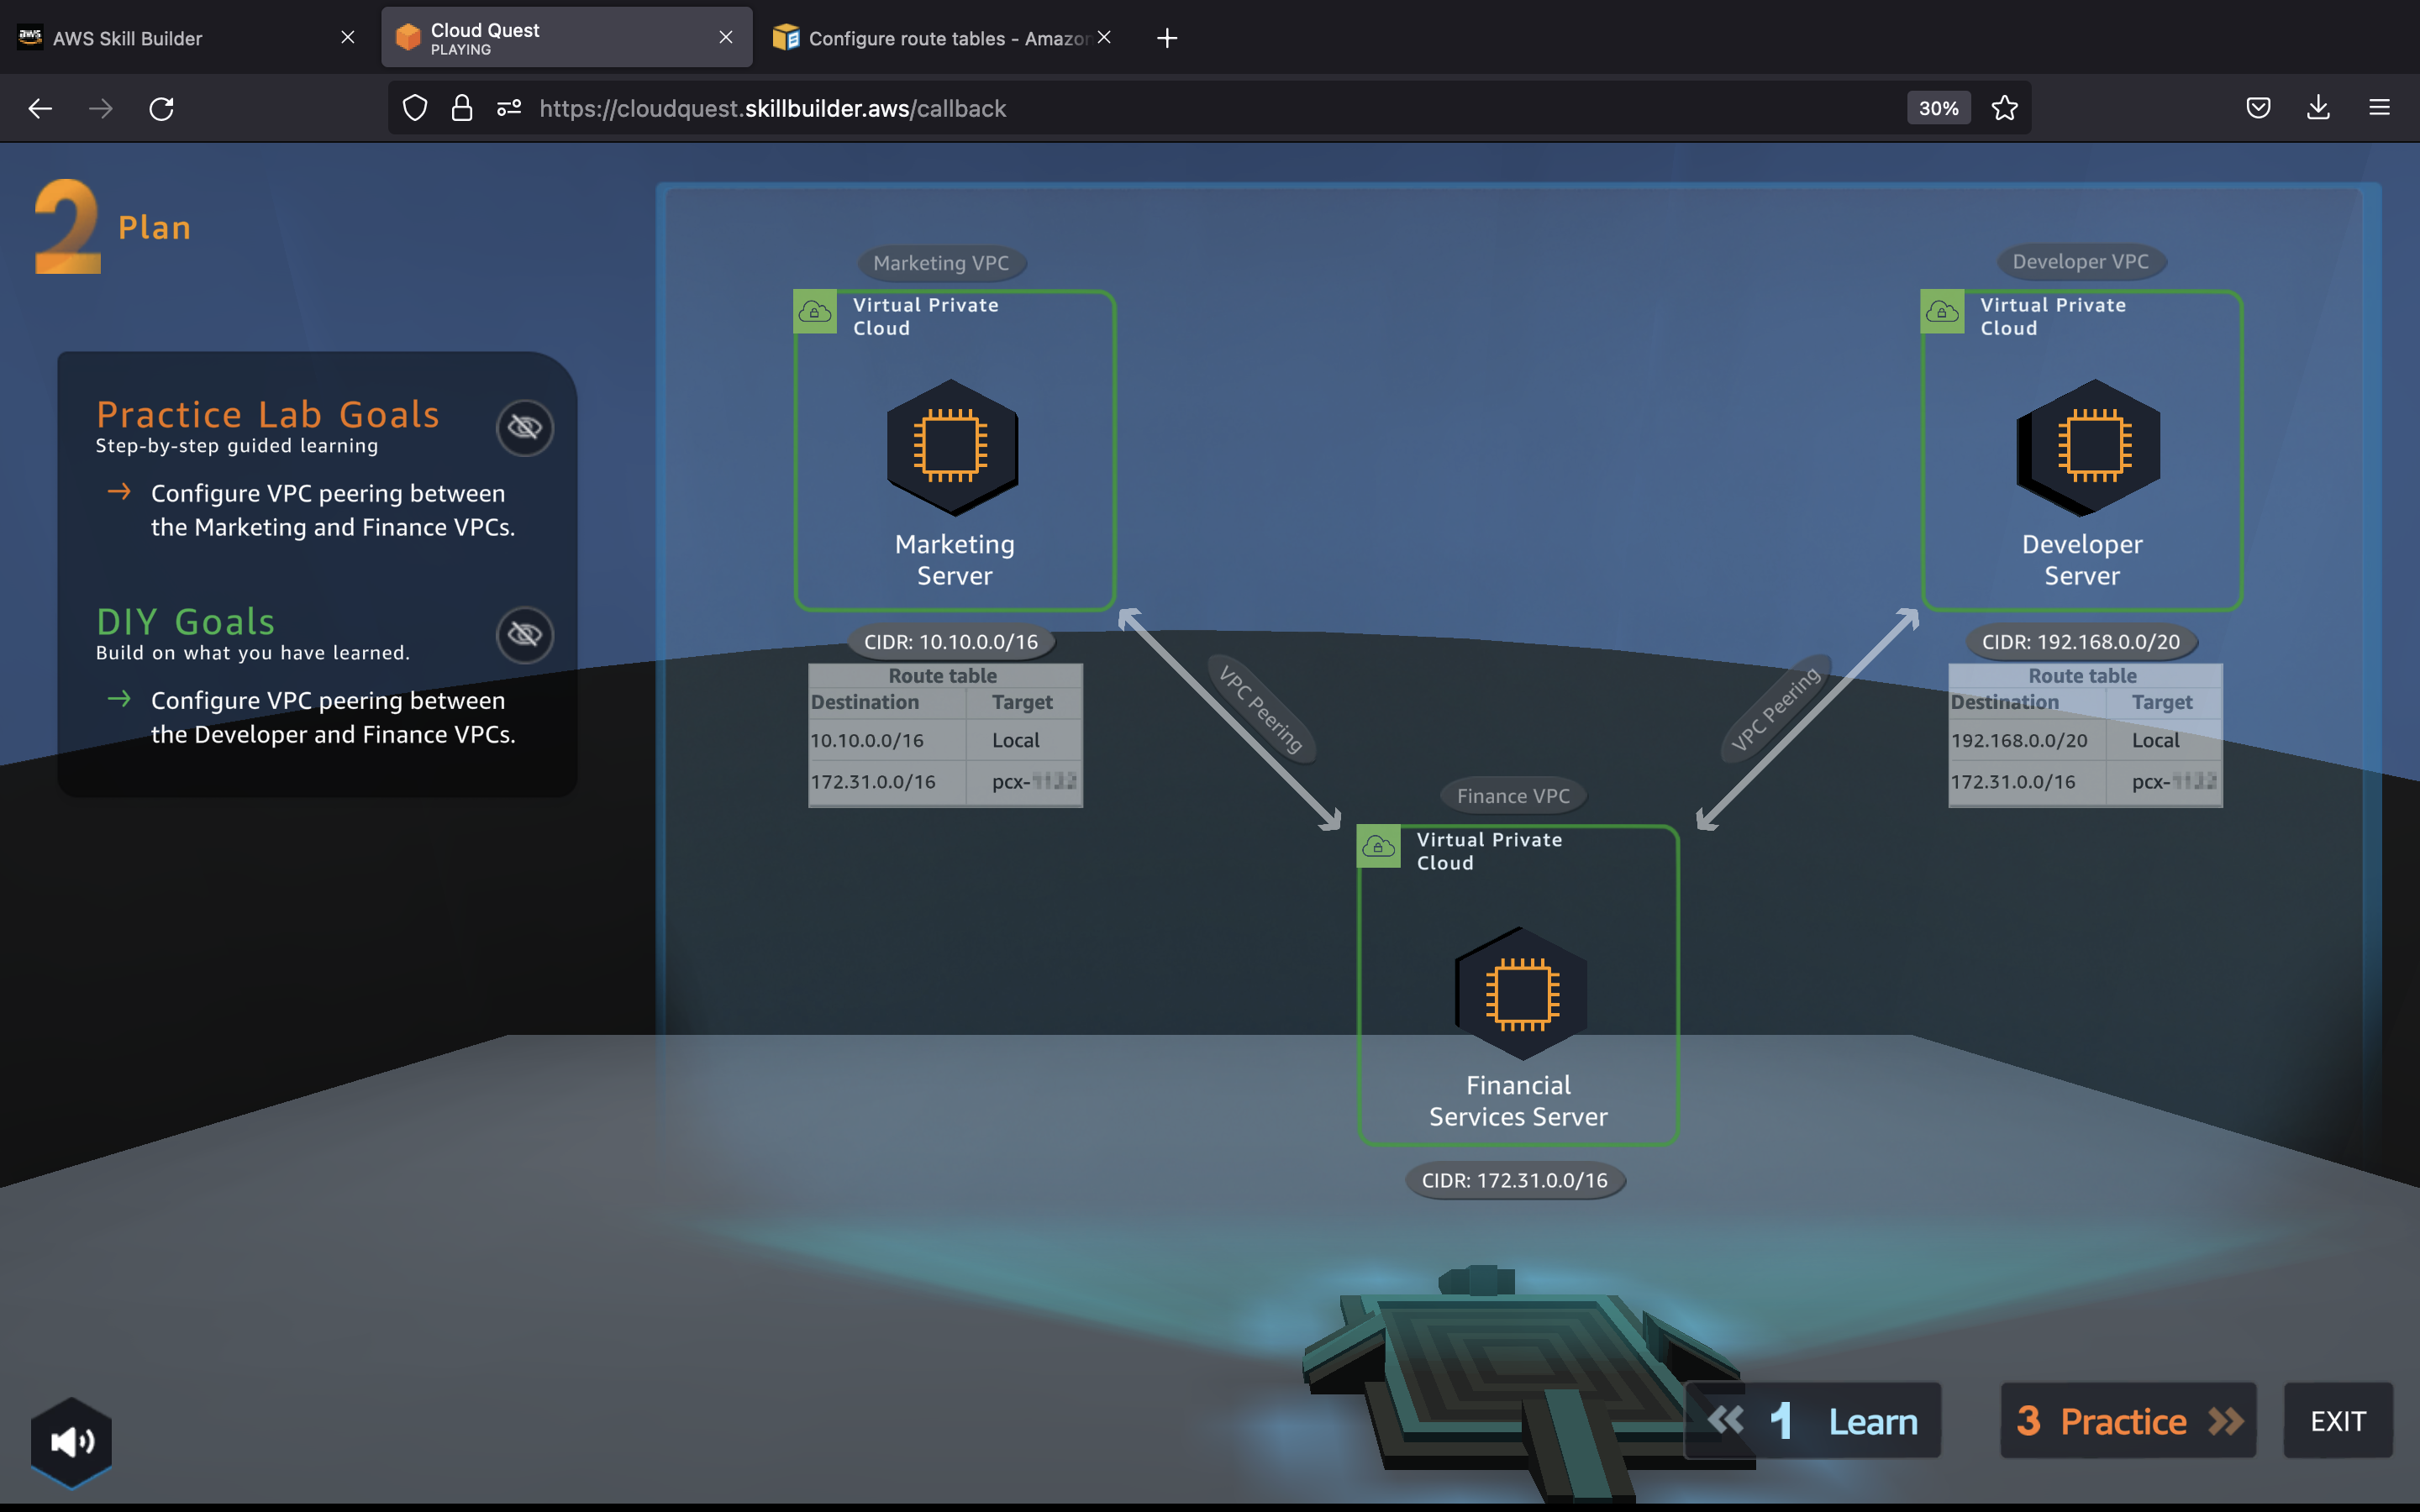 aws
AWS Skill Builder
Cloud Quest
PLAYING
Configure route tables - Amazon
https://cloudquest.skillbuilder.aws/callback
30%
2 Plan
Practice Lab Goals
Step-by-step guided learning
Configure VPC peering between
the Marketing and Finance VPCs.
DIY Goals
Build on what you have learned.
Configure VPC peering between
the Developer and Finance VPCs.
Marketing VPC
Virtual Private
Cloud
Marketing
Server
CIDR: 10.10.0.0/16
Route table
Destination Target
10.10.0.0/16 Local
172.31.0.0/16 pcx-
VPC Peering
Developer VPC
Virtual Private
Cloud
Developer
Server
CIDR: 192.168.0.0/20
Route table
Destination Target
192.168.0.0/20 Local
172.31.0.0/16 pcx-
VPC Peering
Finance VPC
Virtual Private
Cloud
Financial
Services Server
CIDR: 172.31.0.0/16
1 Learn
3 Practice
EXIT